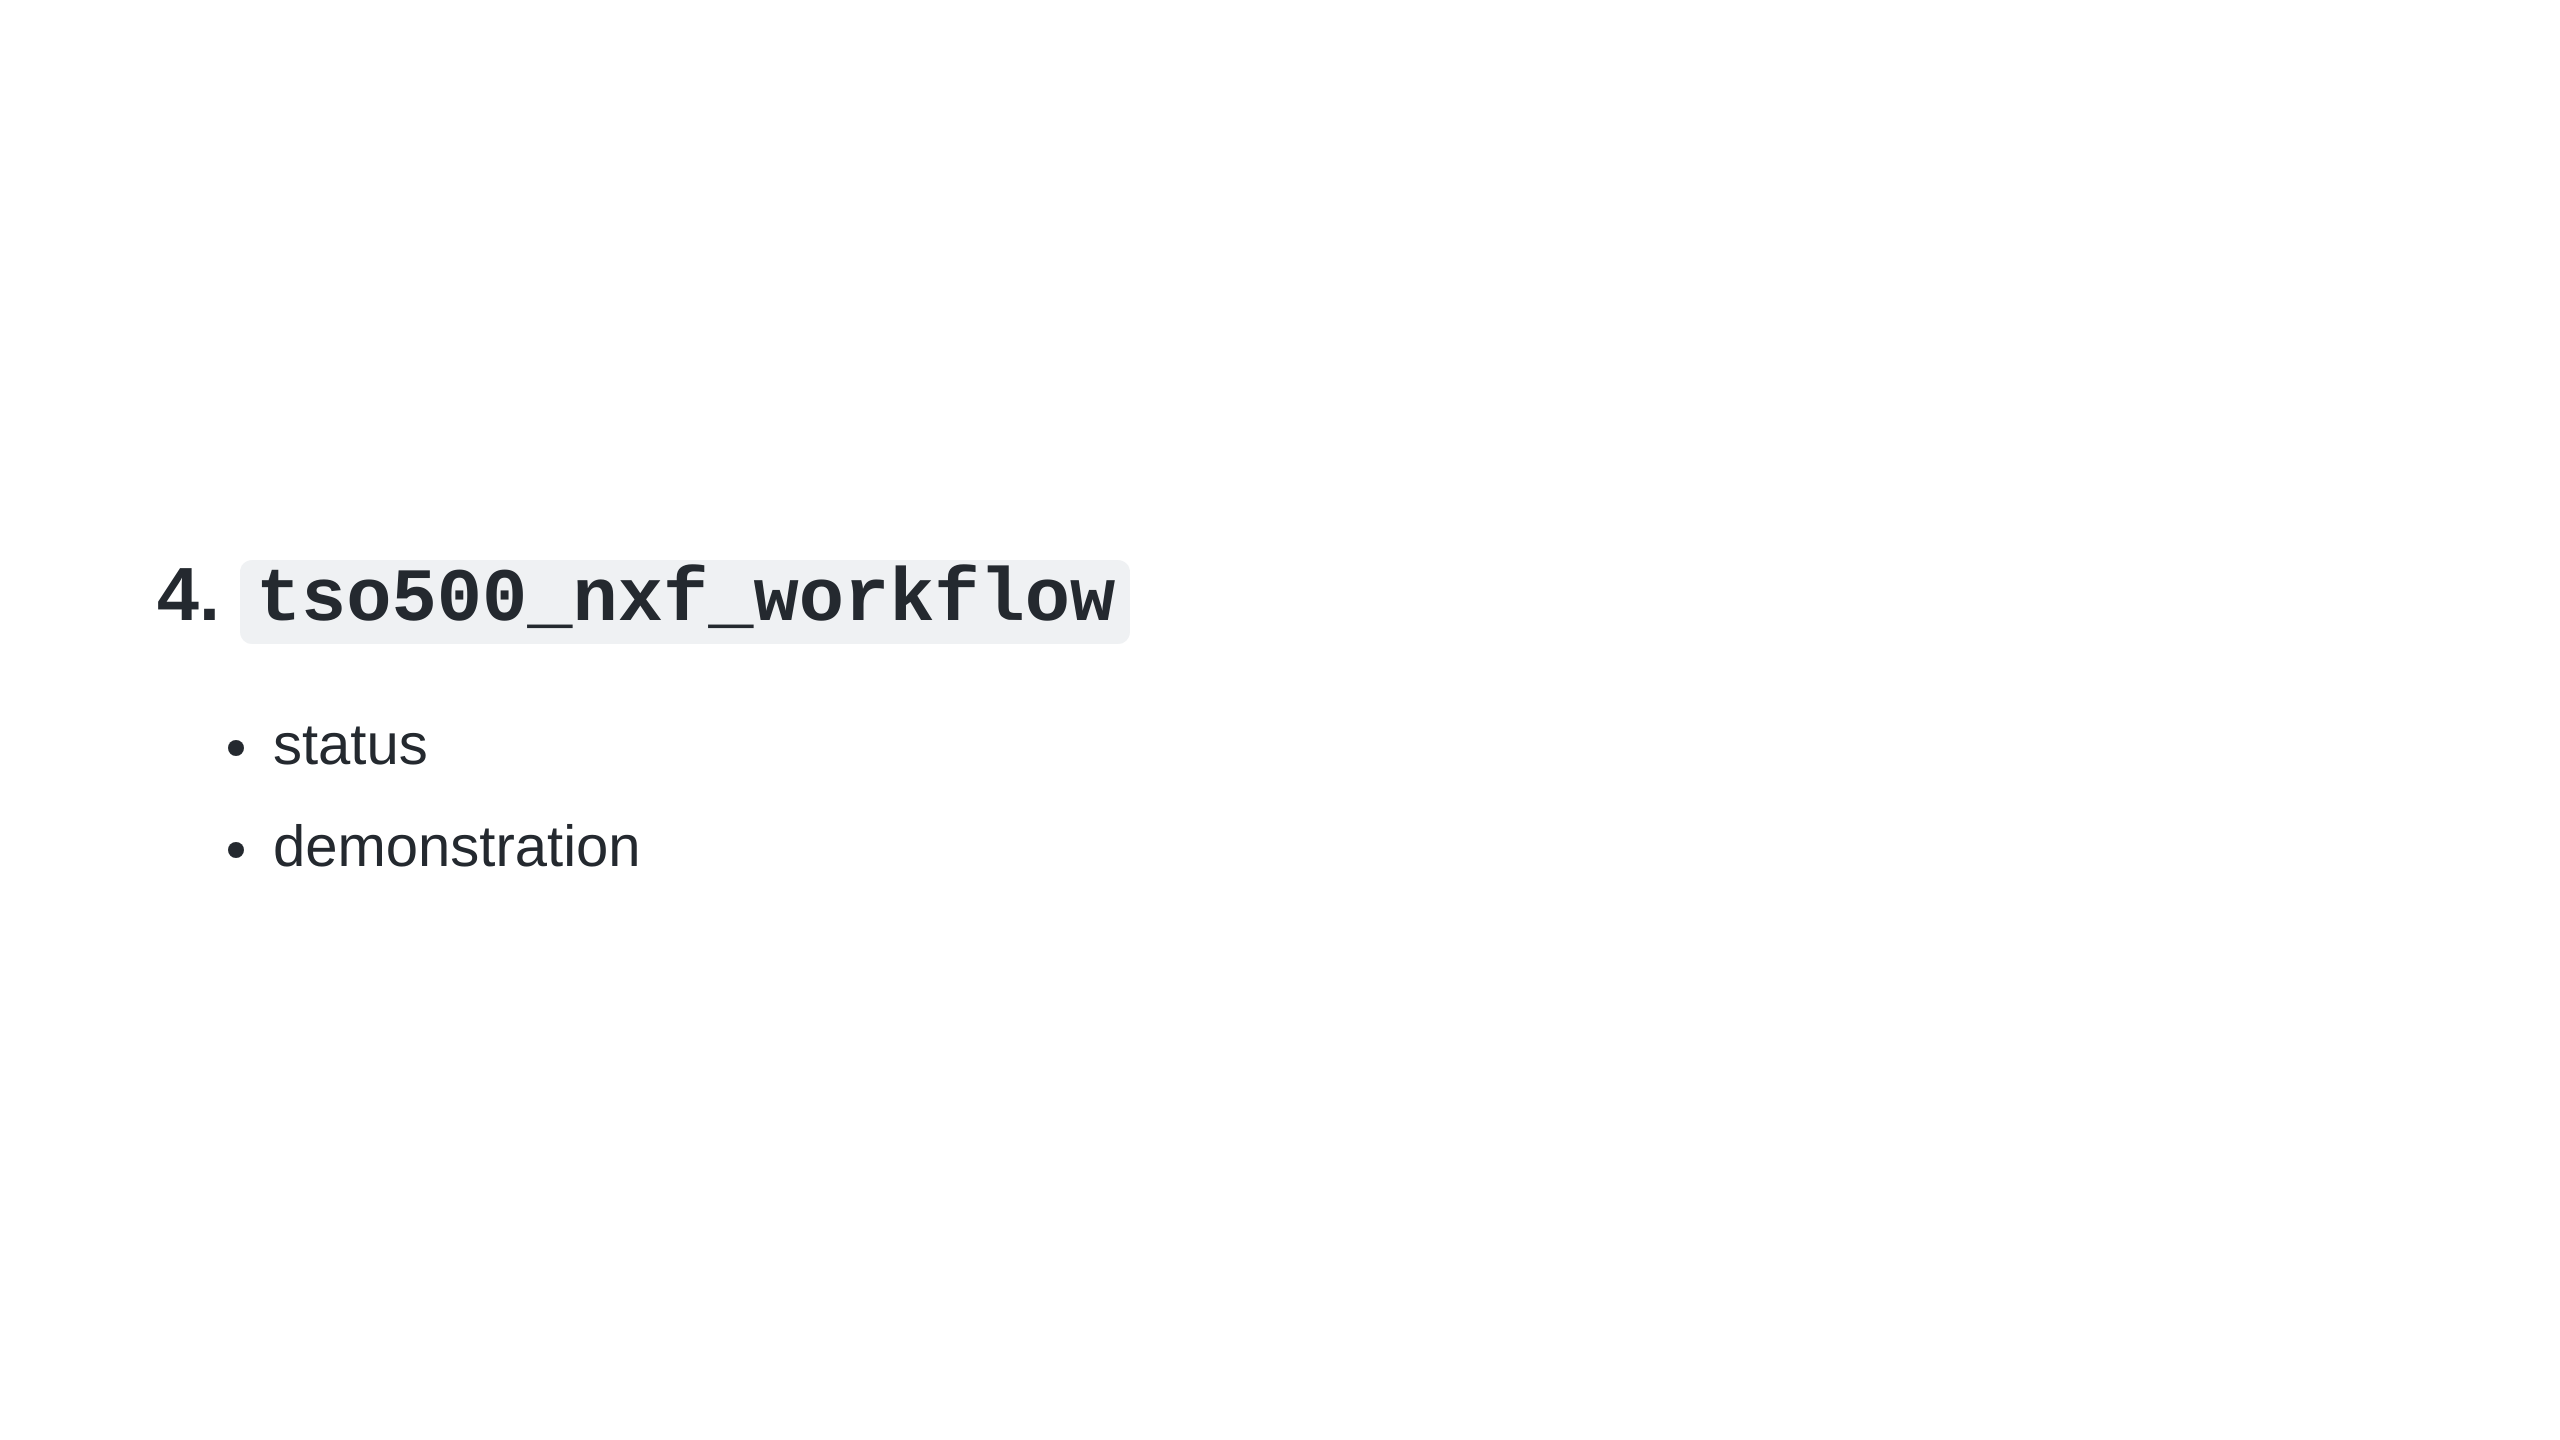 4. tso500_nxf_workflow
• status
• demonstration